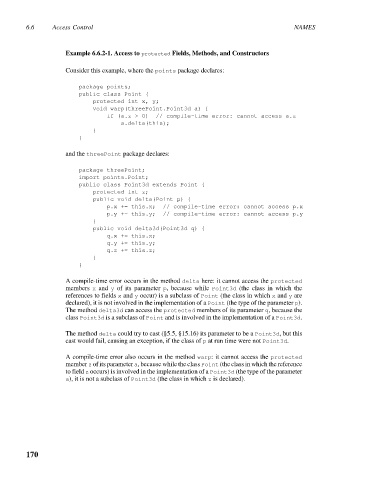 6.6 Access Control NAMES
Example 6.6.2-1. Access to protected Fields, Methods, and Constructors
Consider this example, where the points package declares:
package points;
public class Point {
protected int x, y;
void warp(threePoint.Point3d a) {
if (a.z > 0) // compile-time error: cannot access a.z
a.delta(this);
}
}
and the threePoint package declares:
package threePoint;
import points.Point;
public class Point3d extends Point {
protected int z;
public void delta(Point p) {
p.x += this.x; // compile-time error: cannot access p.x
p.y += this.y; // compile-time error: cannot access p.y
}
public void delta3d(Point3d q) {
q.x += this.x;
q.y += this.y;
q.z += this.z;
}
}
A compile-time error occurs in the method delta here: it cannot access the protected
members x and y of its parameter p, because while Point3d (the class in which the
references to fields x and y occur) is a subclass of Point (the class in which x and y are
declared), it is not involved in the implementation of a Point (the type of the parameter p).
The method delta3d can access the protected members of its parameter q, because the
class Point3d is a subclass of Point and is involved in the implementation of a Point3d.
The method delta could try to cast (§5.5, §15.16) its parameter to be a Point3d, but this
cast would fail, causing an exception, if the class of p at run time were not Point3d.
A compile-time error also occurs in the method warp: it cannot access the protected
member z of its parameter a, because while the class Point (the class in which the reference
to field z occurs) is involved in the implementation of a Point3d (the type of the parameter
a), it is not a subclass of Point3d (the class in which z is declared).
170